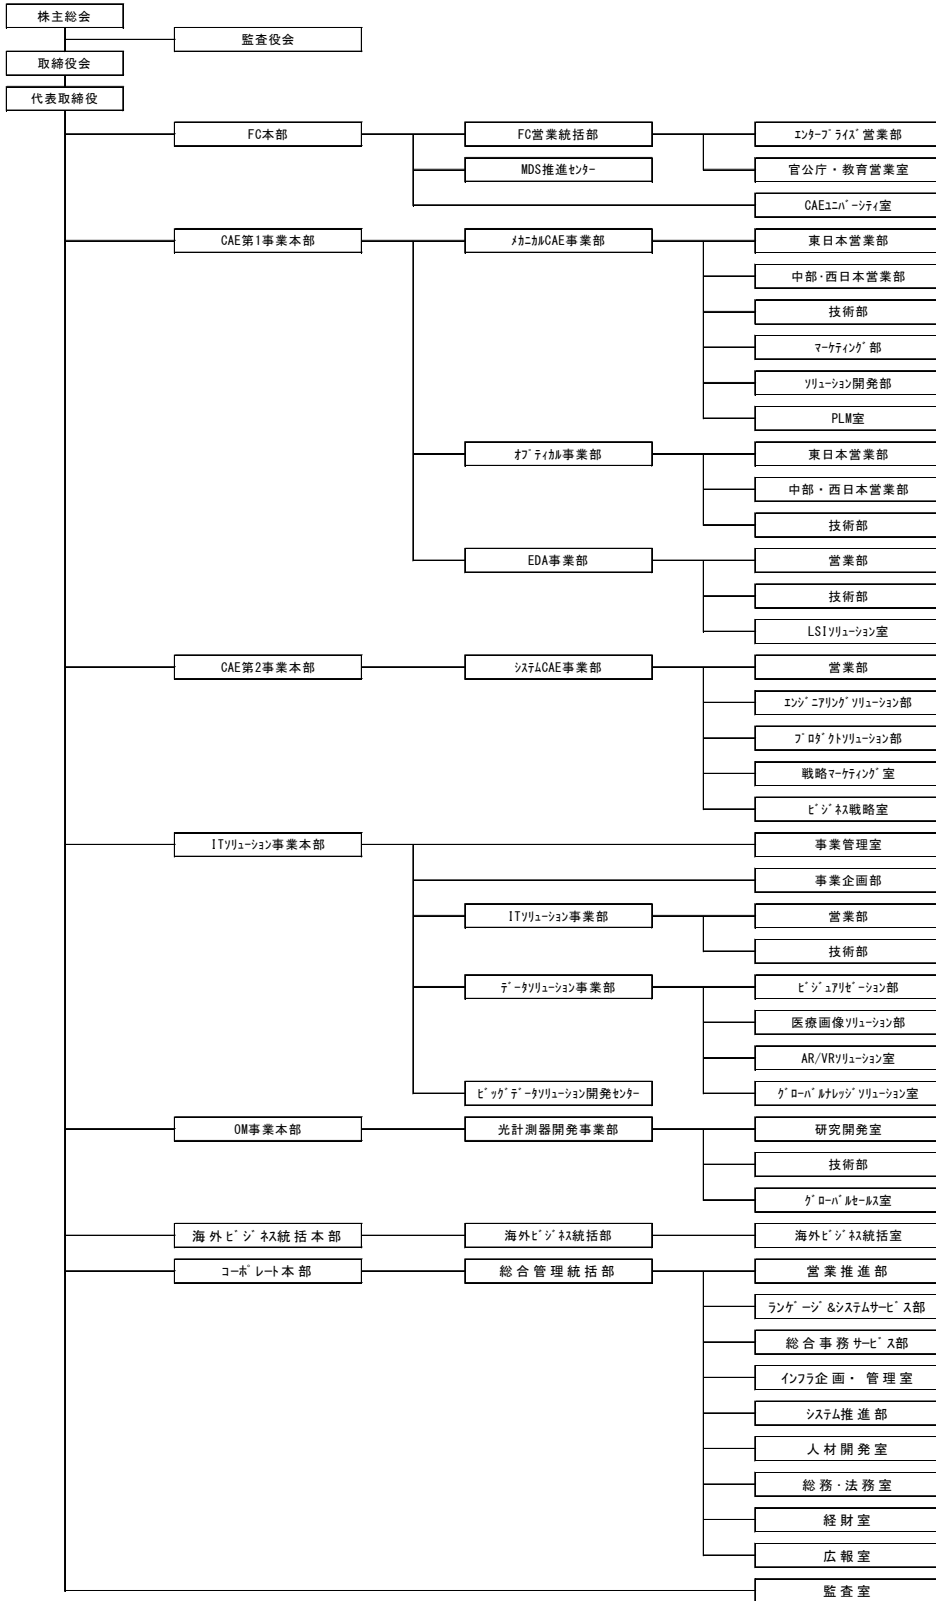 株主総会
監査役会
取締役会
代表取締役
FC本部
FC営業統括部
エンタープライズ営業部
MDS推進センター
官公庁・教育営業室
CAEユニバーシティ室
CAE第1事業本部
メカニカルCAE事業部
東日本営業部
中部・西日本営業部
技術部
マーケティング部
ソリューション開発部
PLM室
オプティカル事業部
東日本営業部
中部・西日本営業部
技術部
EDA事業部
営業部
技術部
LSIソリューション室
CAE第2事業本部
システムCAE事業部
営業部
エンジニアリングソリューション部
プロダクトソリューション部
戦略マーケティング室
ビジネス戦略室
ITソリューション事業本部
事業管理室
事業企画部
ITソリューション事業部
営業部
技術部
データソリューション事業部
ビジュアリゼーション部
医療画像ソリューション部
AR/VRソリューション室
ビッグデータソリューション開発センター
グローバルナレッジソリューション室
OM事業本部
光計測器開発事業部
研究開発室
技術部
グローバルセールス室
海外ビジネス統括本部
海外ビジネス統括部
海外ビジネス統括室
コーポレート本部
総合管理統括部
営業推進部
ランゲージ&システムサービス部
総合事務サービス部
インフラ企画・管理室
システム推進部
人材開発室
総務・法務室
経財室
広報室
監査室